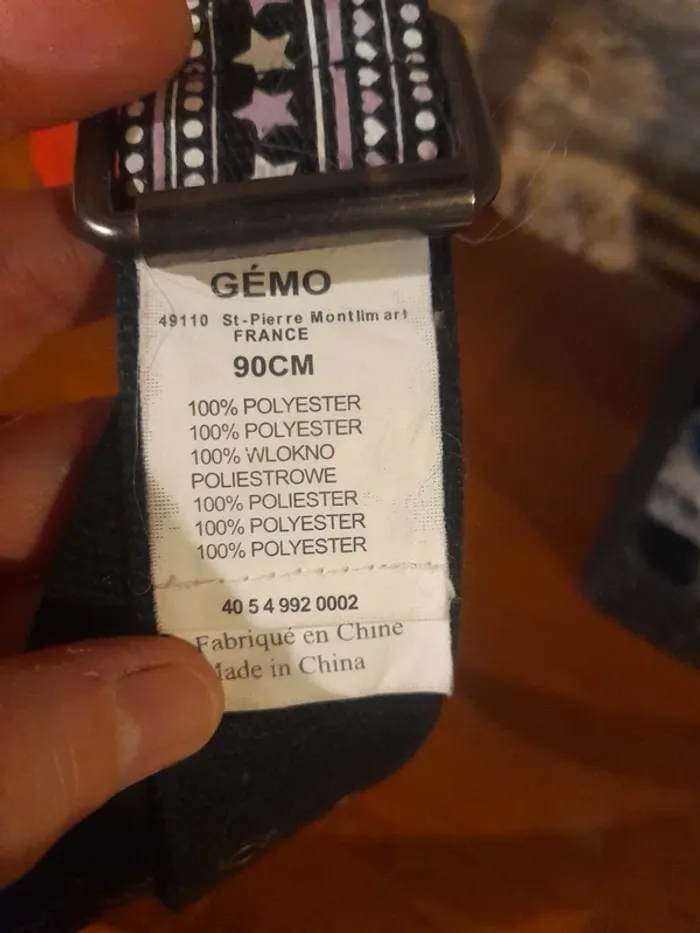 GÉMO
49110 St-Pierre Montlimart
FRANCE
90CM
100% POLYESTER
100% POLYESTER
100% WLOKNO
POLIESTROWE
100% POLIESTER
100% POLYESTER
100% POLYESTER
40 5 4 992 0002
Fabriqué en Chine
Made in China